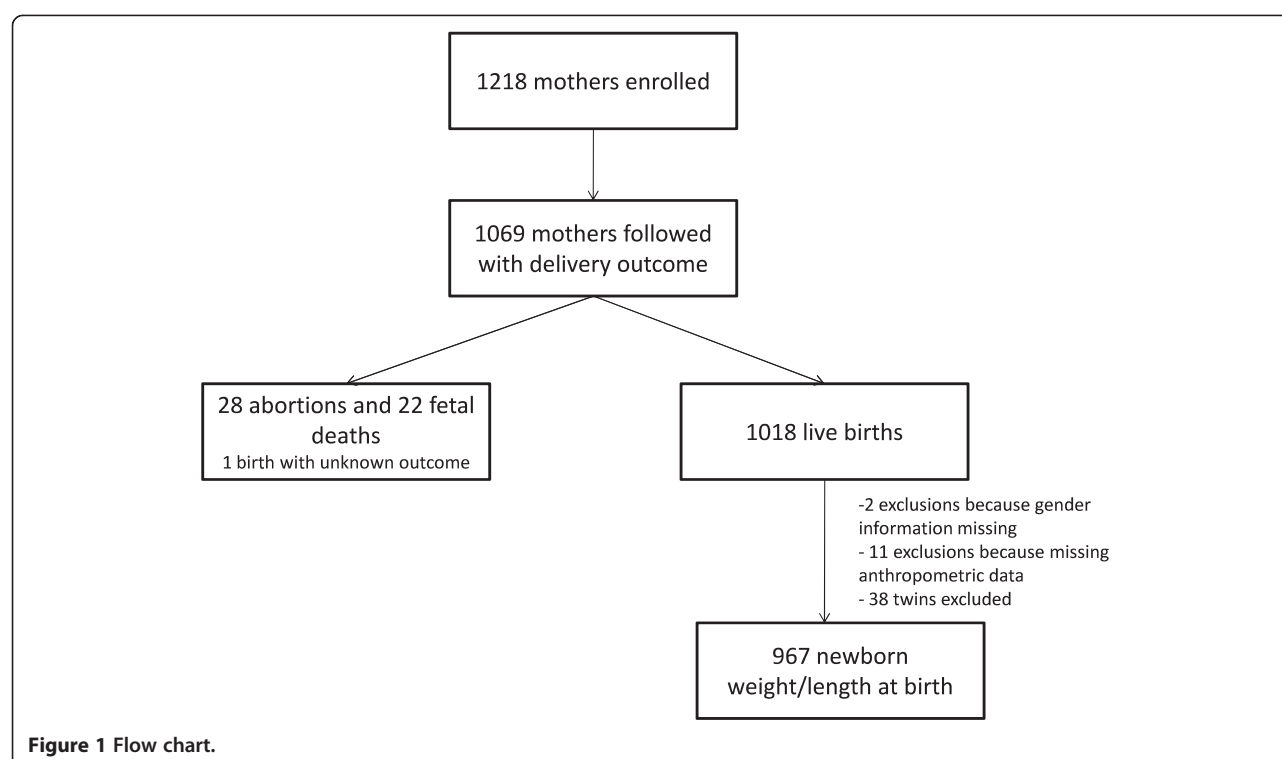 1218 mothers enrolled
1069 mothers followed
with delivery outcome
28 abortions and 22 fetal
deaths
1 birth with unknown outcome
1018 live births
-2 exclusions because gender
information missing
- 11 exclusions because missing
anthropometric data
- 38 twins excluded
967 newborn
weight/length at birth
Figure 1 Flow chart.